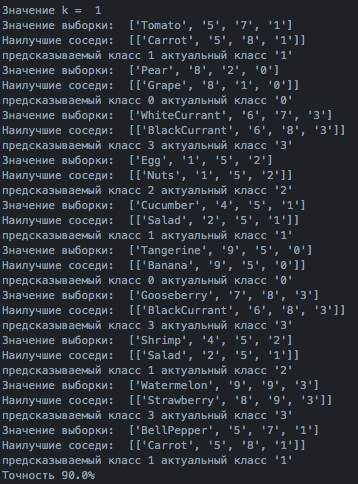 Значение k =  1
Значение выборки:  ['Tomato', '5', '7', '1']
Наилучшие соседи:  [['Carrot', '5', '8', '1']]
предсказываемый класс 1 актуальный класс '1'
Значение выборки:  ['Pear', '8', '2', '0']
Наилучшие соседи:  [['Grape', '8', '1', '0']]
предсказываемый класс 0 актуальный класс '0'
Значение выборки:  ['WhiteCurrant', '6', '7', '3']
Наилучшие соседи:  [['BlackCurrant', '6', '8', '3']]
предсказываемый класс 3 актуальный класс '3'
Значение выборки:  ['Egg', '1', '5', '2']
Наилучшие соседи:  [['Nuts', '1', '5', '2']]
предсказываемый класс 2 актуальный класс '2'
Значение выборки:  ['Cucumber', '4', '5', '1']
Наилучшие соседи:  [['Salad', '2', '5', '1']]
предсказываемый класс 1 актуальный класс '1'
Значение выборки:  ['Tangerine', '9', '5', '0']
Наилучшие соседи:  [['Banana', '9', '5', '0']]
предсказываемый класс 0 актуальный класс '0'
Значение выборки:  ['Gooseberry', '7', '8', '3']
Наилучшие соседи:  [['BlackCurrant', '6', '8', '3']]
предсказываемый класс 3 актуальный класс '3'
Значение выборки:  ['Shrimp', '4', '5', '2']
Наилучшие соседи:  [['Salad', '2', '5', '1']]
предсказываемый класс 1 актуальный класс '2'
Значение выборки:  ['Watermelon', '9', '9', '3']
Наилучшие соседи:  [['Strawberry', '8', '9', '3']]
предсказываемый класс 3 актуальный класс '3'
Значение выборки:  ['BellPepper', '5', '7', '1']
Наилучшие соседи:  [['Carrot', '5', '8', '1']]
предсказываемый класс 1 актуальный класс '1'
Точность 90.0%